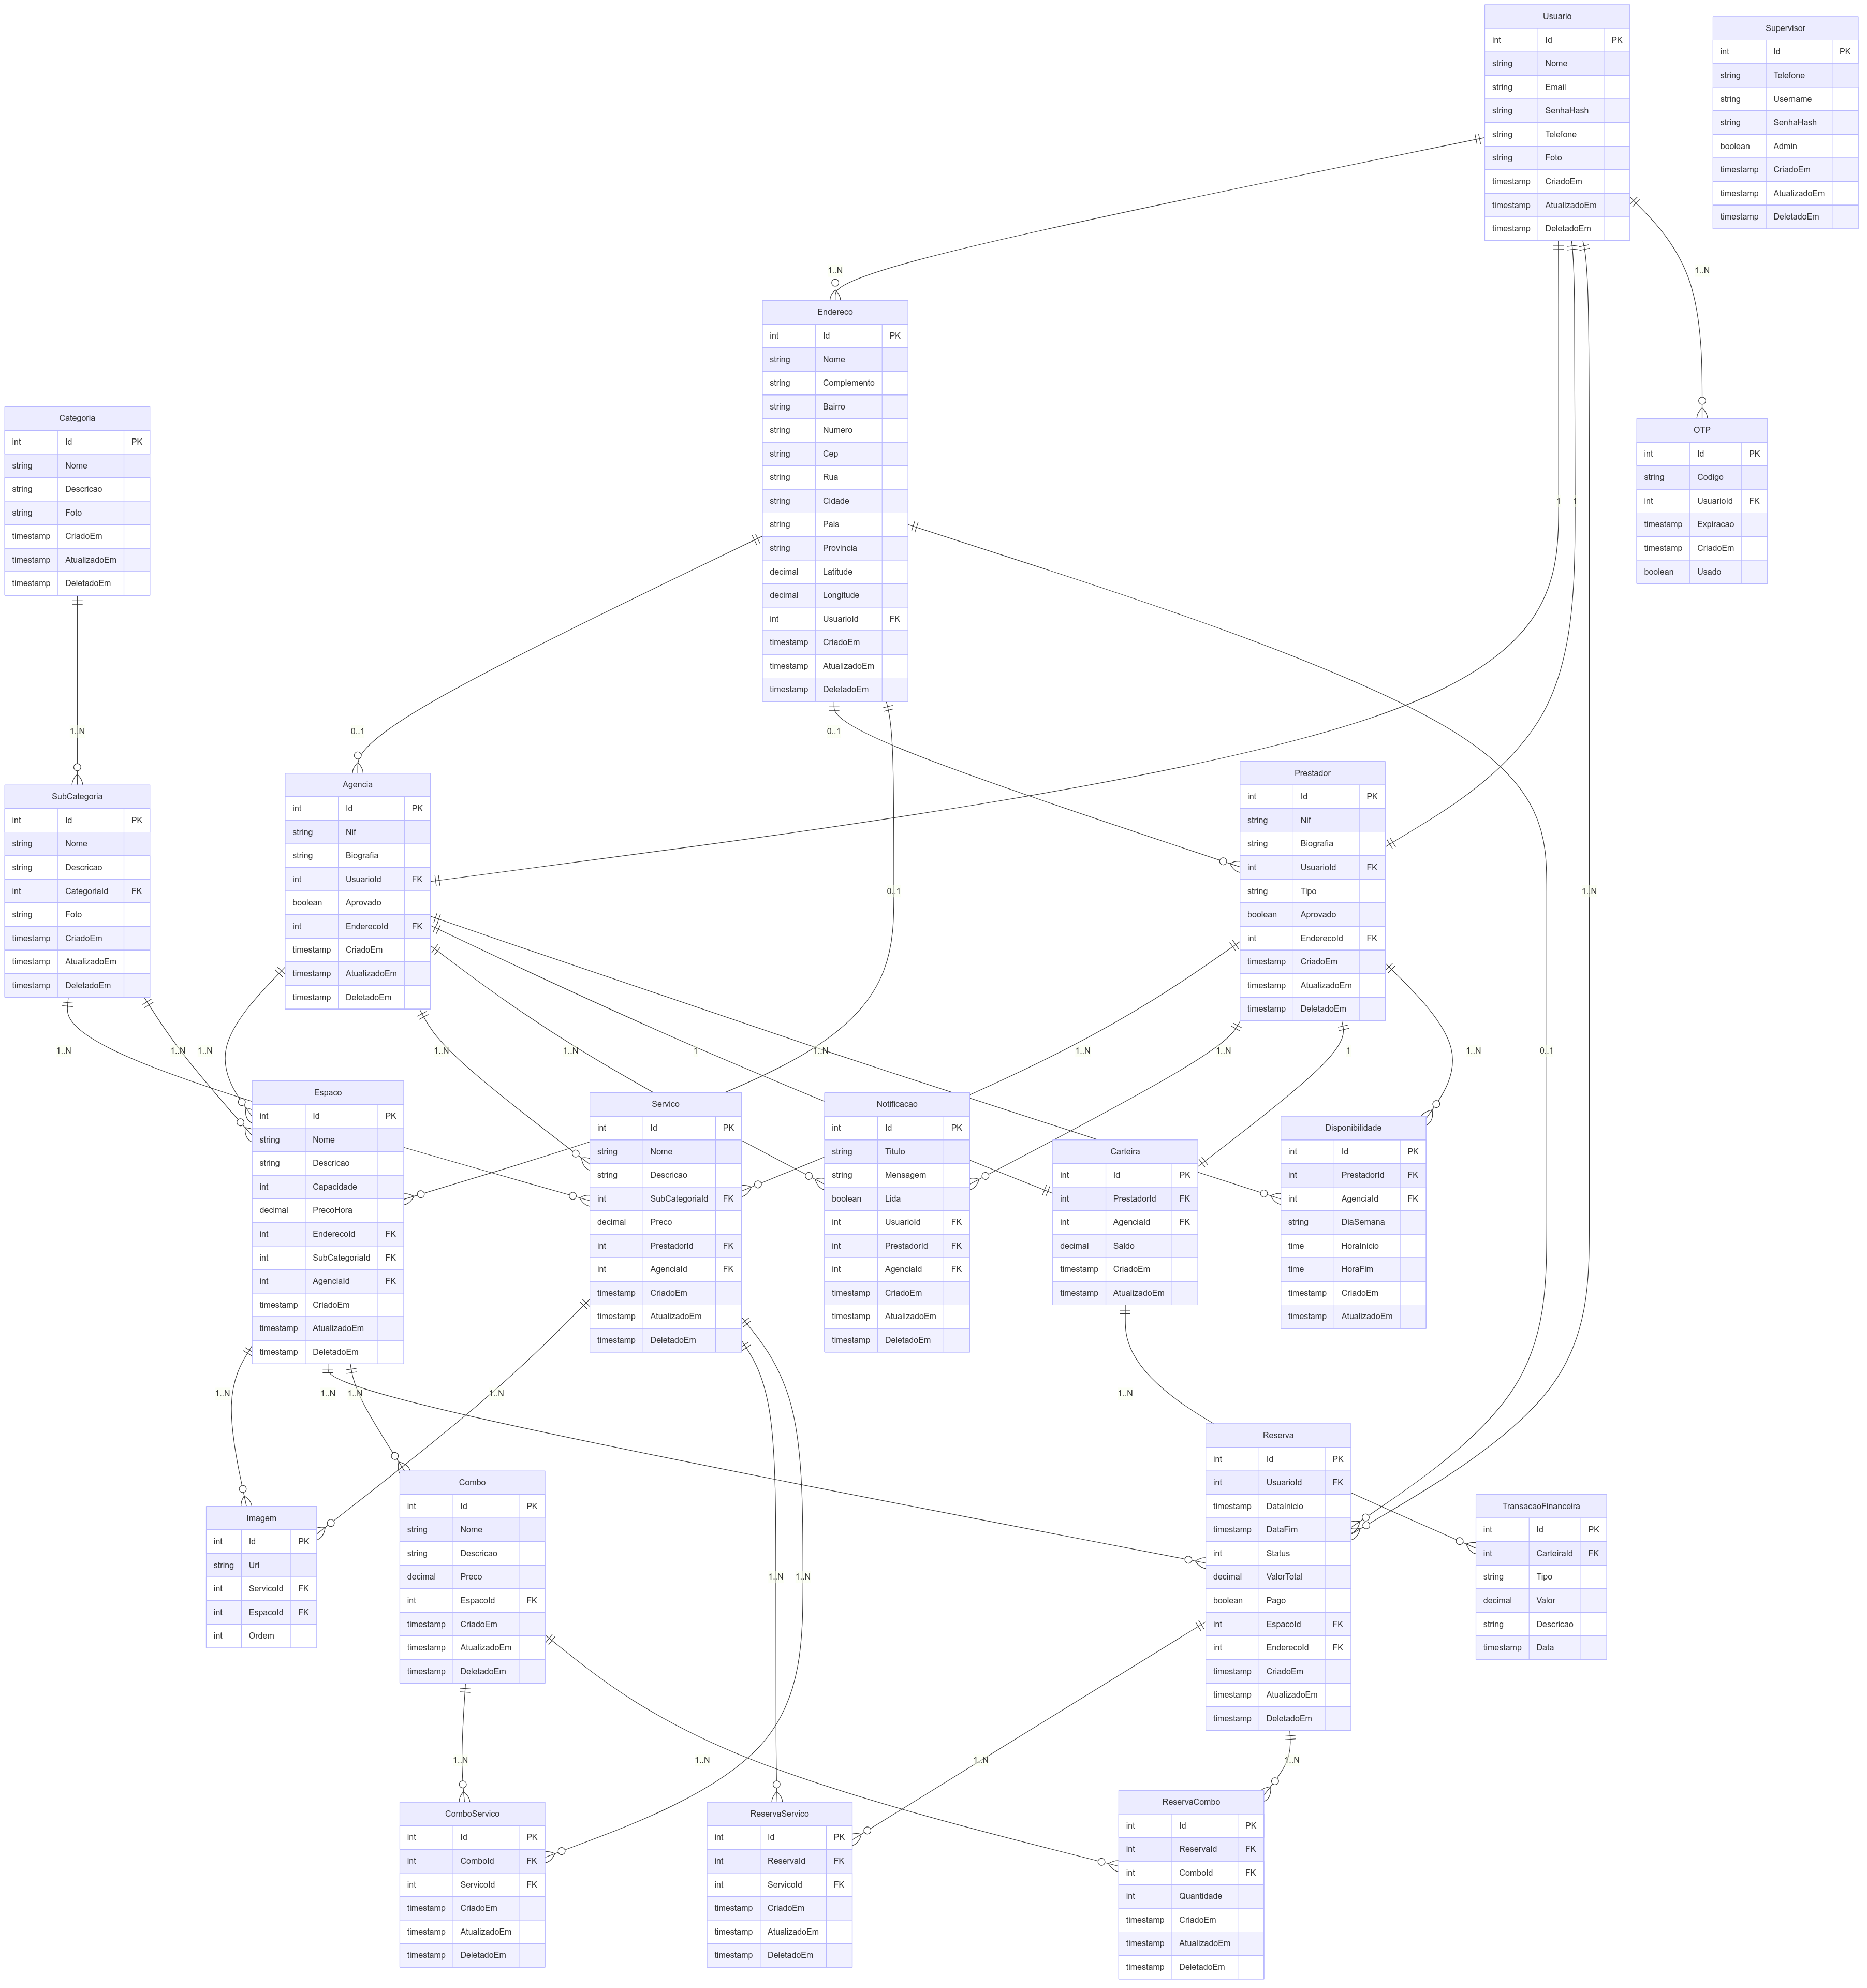 Usuario
int Id PK
string Nome
string Email
string SenhaHash
string Telefone
string Foto
timestamp CriadoEm
timestamp AtualizadoEm
timestamp DeletadoEm
Supervisor
int Id PK
string Telefone
string Username
string SenhaHash
boolean Admin
timestamp CriadoEm
timestamp AtualizadoEm
timestamp DeletadoEm
1..N
1..N
Endereco
int Id PK
string Nome
string Complemento
string Bairro
string Numero
string Cep
string Rua
string Cidade
string Pais
string Provincia
decimal Latitude
decimal Longitude
int UsuarioId FK
timestamp CriadoEm
timestamp AtualizadoEm
timestamp DeletadoEm
Categoria
int Id PK
string Nome
string Descricao
string Foto
timestamp CriadoEm
timestamp AtualizadoEm
timestamp DeletadoEm
OTP
int Id PK
string Codigo
int UsuarioId FK
timestamp Expiracao
timestamp CriadoEm
boolean Usado
1
1
1..N
0..1
0..1
SubCategoria
int Id PK
string Nome
string Descricao
int CategoriaId FK
string Foto
timestamp CriadoEm
timestamp AtualizadoEm
timestamp DeletadoEm
Agencia
int Id PK
string Nif
string Biografia
int UsuarioId FK
boolean Aprovado
int EnderecoId FK
timestamp CriadoEm
timestamp AtualizadoEm
timestamp DeletadoEm
Prestador
int Id PK
string Nif
string Biografia
int UsuarioId FK
string Tipo
boolean Aprovado
int EnderecoId FK
timestamp CriadoEm
timestamp AtualizadoEm
timestamp DeletadoEm
0..1
1..N
1..N
1..N
1..N
1..N
1..N
1
1..N
1..N
1..N
1
1..N
0..1
Espaco
int Id PK
string Nome
string Descricao
int Capacidade
decimal PrecoHora
int EnderecoId FK
int SubCategoriaId FK
int AgenciaId FK
timestamp CriadoEm
timestamp AtualizadoEm
timestamp DeletadoEm
Servico
int Id PK
string Nome
string Descricao
int SubCategoriaId FK
decimal Preco
int PrestadorId FK
int AgenciaId FK
timestamp CriadoEm
timestamp AtualizadoEm
timestamp DeletadoEm
Notificacao
int Id PK
string Titulo
string Mensagem
boolean Lida
int UsuarioId FK
int PrestadorId FK
int AgenciaId FK
timestamp CriadoEm
timestamp AtualizadoEm
timestamp DeletadoEm
Carteira
int Id PK
int PrestadorId FK
int AgenciaId FK
decimal Saldo
timestamp CriadoEm
timestamp AtualizadoEm
Disponibilidade
int Id PK
int PrestadorId FK
int AgenciaId FK
string DiaSemana
time HoraInicio
time HoraFim
timestamp CriadoEm
timestamp AtualizadoEm
1..N
1..N
1..N
1..N
1..N
Reserva
int Id PK
int UsuarioId FK
timestamp DataInicio
timestamp DataFim
int Status
decimal ValorTotal
boolean Pago
int EspacoId FK
int EnderecoId FK
timestamp CriadoEm
timestamp AtualizadoEm
timestamp DeletadoEm
Combo
int Id PK
string Nome
string Descricao
decimal Preco
int EspacoId FK
timestamp CriadoEm
timestamp AtualizadoEm
timestamp DeletadoEm
TransacaoFinanceira
int Id PK
int CarteiraId FK
string Tipo
decimal Valor
string Descricao
timestamp Data
Imagem
int Id PK
string Url
int ServicoId FK
int EspacoId FK
int Ordem
1..N
1..N
1..N
1..N
1..N
1..N
ComboServico
int Id PK
int ComboId FK
int ServicoId FK
timestamp CriadoEm
timestamp AtualizadoEm
timestamp DeletadoEm
ReservaServico
int Id PK
int ReservaId FK
int ServicoId FK
timestamp CriadoEm
timestamp AtualizadoEm
timestamp DeletadoEm
ReservaCombo
int Id PK
int ReservaId FK
int ComboId FK
int Quantidade
timestamp CriadoEm
timestamp AtualizadoEm
timestamp DeletadoEm